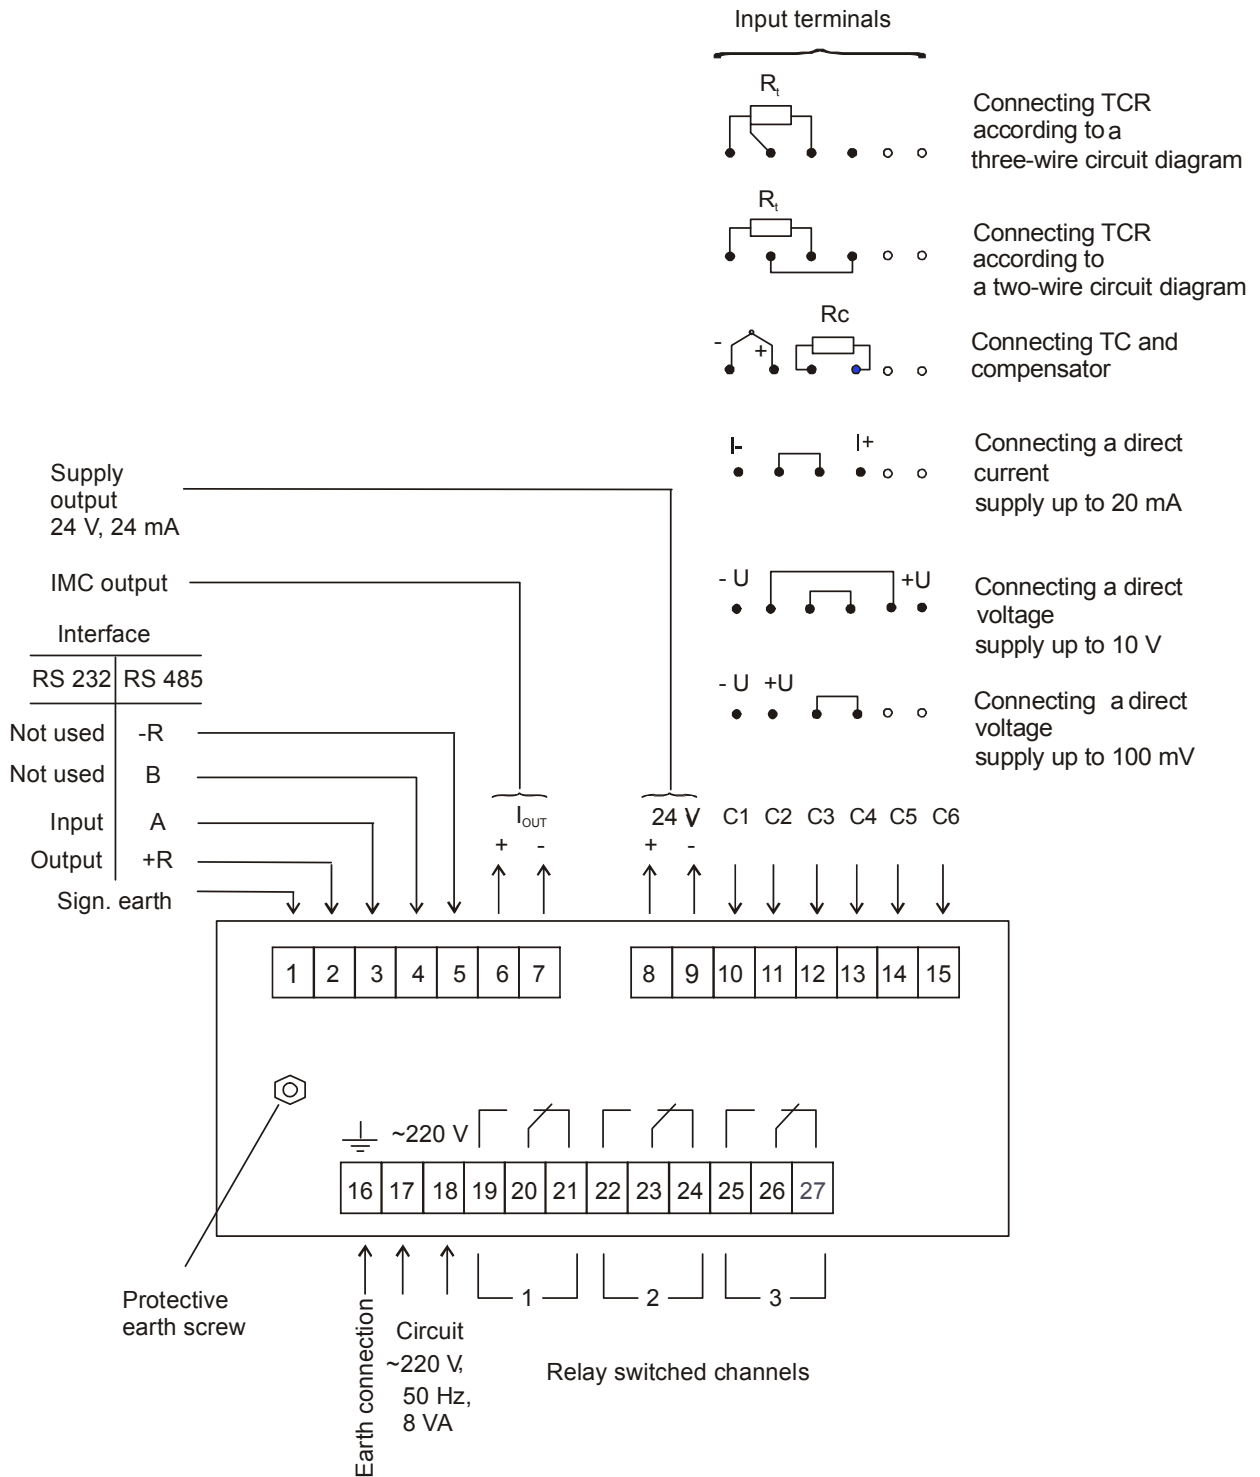 Input terminals
Rt
Connecting TCR
according to a
three-wire circuit diagram
Rt
Connecting TCR
according to
a two-wire circuit diagram
Rc
- +
Connecting TC and
compensator
I- I+
Connecting a direct
current
supply up to 20 mA
Supply
output
24 V, 24 mA
IMC output
- U +U
Connecting a direct
voltage
supply up to 10 V
Interface
RS 232 RS 485
- U +U
Connecting a direct
voltage
supply up to 100 mV
Not used -R
Not used B
Input A
Output +R
Sign. earth
IOUT
+ -
24 V
+ -
C1 C2 C3 C4 C5 C6
1 2 3 4 5 6 7
8 9 10 11 12 13 14 15
~220 V
16 17 18 19 20 21 22 23 24 25 26 27
1 2 3
Protective
earth screw
Earth connection
Circuit
~220 V,
50 Hz,
8 VA
Relay switched channels